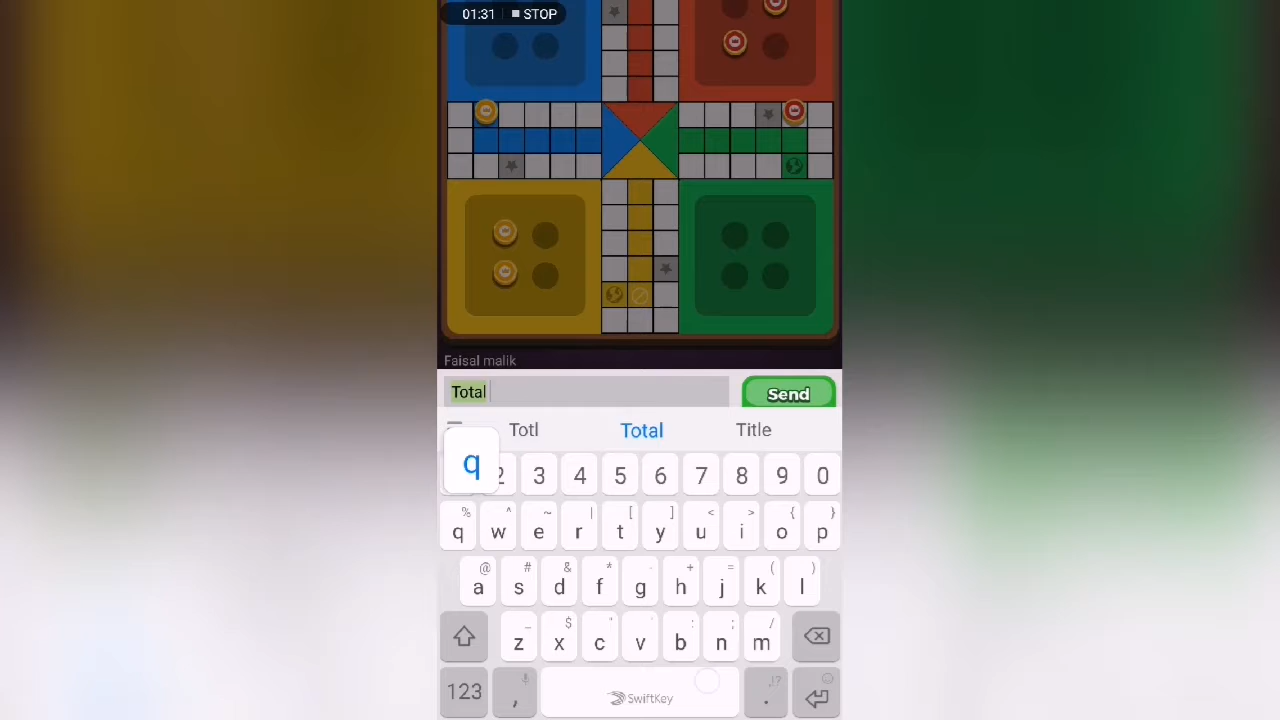 01:31 STOP
Faisal malik
Total Send
Totl Total Title
q
2 3 4 5 6 7 8 9 0
% ^ ~ | [ ] < > { }
q w e r t y u i o p
@ # & * - + = ( )
a s d f g h j k l
_ $ " ' : ; /
z x c v b n m
123 , SwiftKey . !?